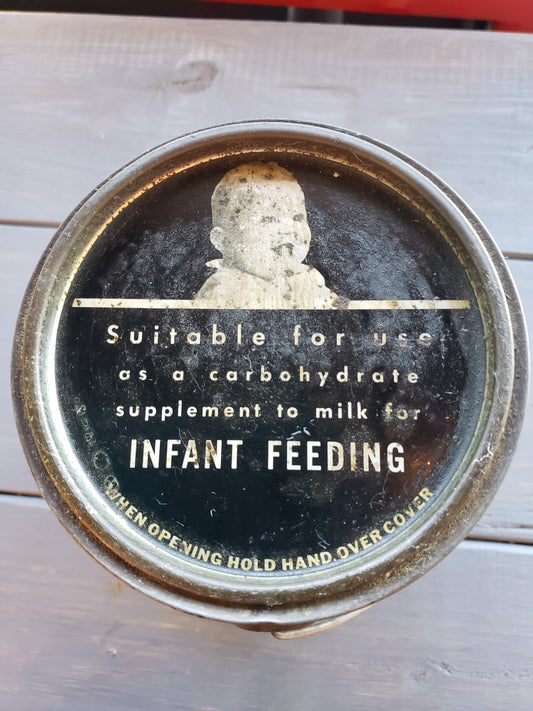 Suitable for use
as a carbohydrate
supplement to milk for
INFANT FEEDING
WHEN OPENING HOLD HAND OVER COVER